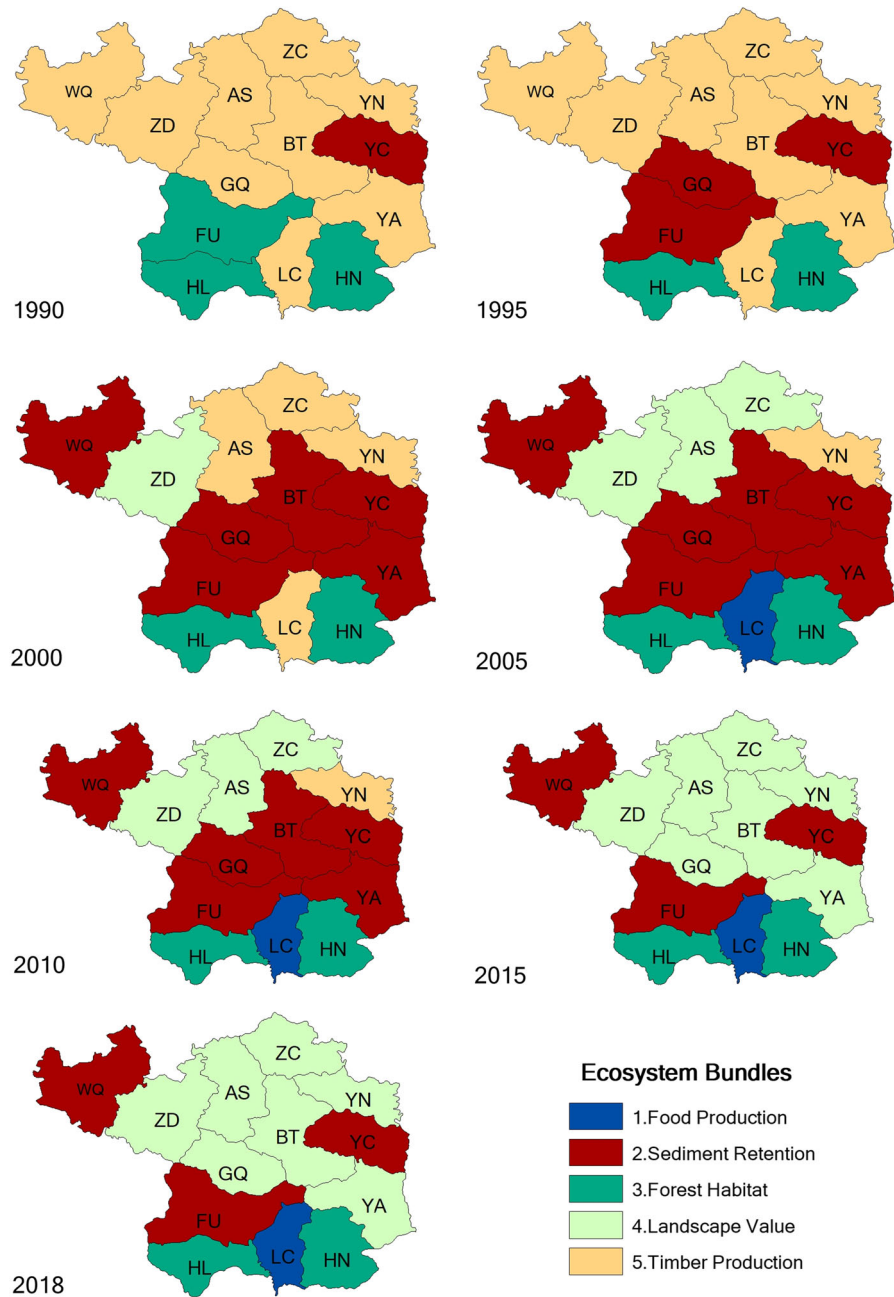 ZC
WQ
AS
YN
ZD
BT
YC
GQ
YA
FU
LC
HN
HL
1990
ZC
WQ
AS
YN
ZD
BT
YC
GQ
YA
FU
LC
HN
HL
1995
ZC
WQ
AS
YN
ZD
BT
YC
GQ
YA
FU
HL
LC
HN
2000
ZC
WQ
AS
YN
ZD
BT
YC
GQ
YA
FU
HL
LC
HN
2005
ZC
WQ
AS
YN
ZD
BT
YC
GQ
YA
FU
HL
LC
HN
2010
ZC
WQ
AS
YN
ZD
BT
YC
GQ
YA
FU
HL
LC
HN
2015
ZC
WQ
AS
YN
ZD
BT
YC
GQ
YA
FU
HL
LC
HN
2018
Ecosystem Bundles
1.Food Production
2.Sediment Retention
3.Forest Habitat
4.Landscape Value
5.Timber Production